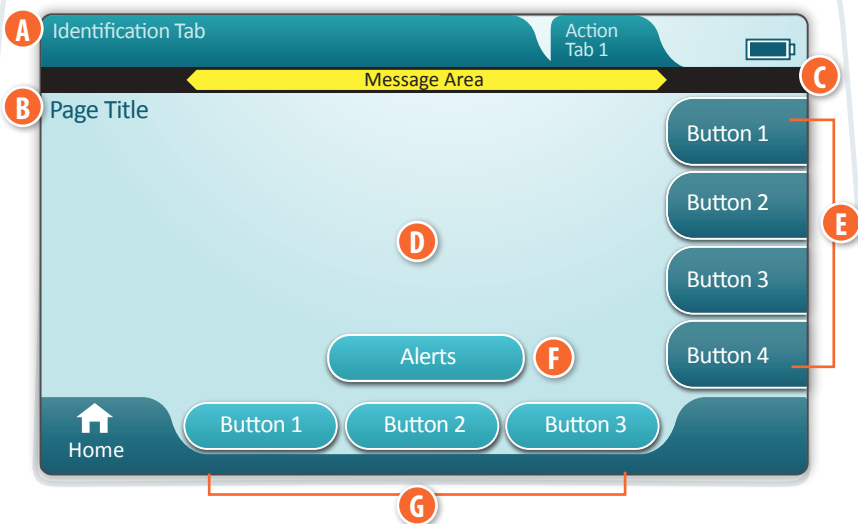 A
Identification Tab
Action
Tab 1
Message Area
C
B
Page Title
Button 1
Button 2
E
D
Button 3
Alerts
F
Button 4
Home
Button 1
Button 2
Button 3
G